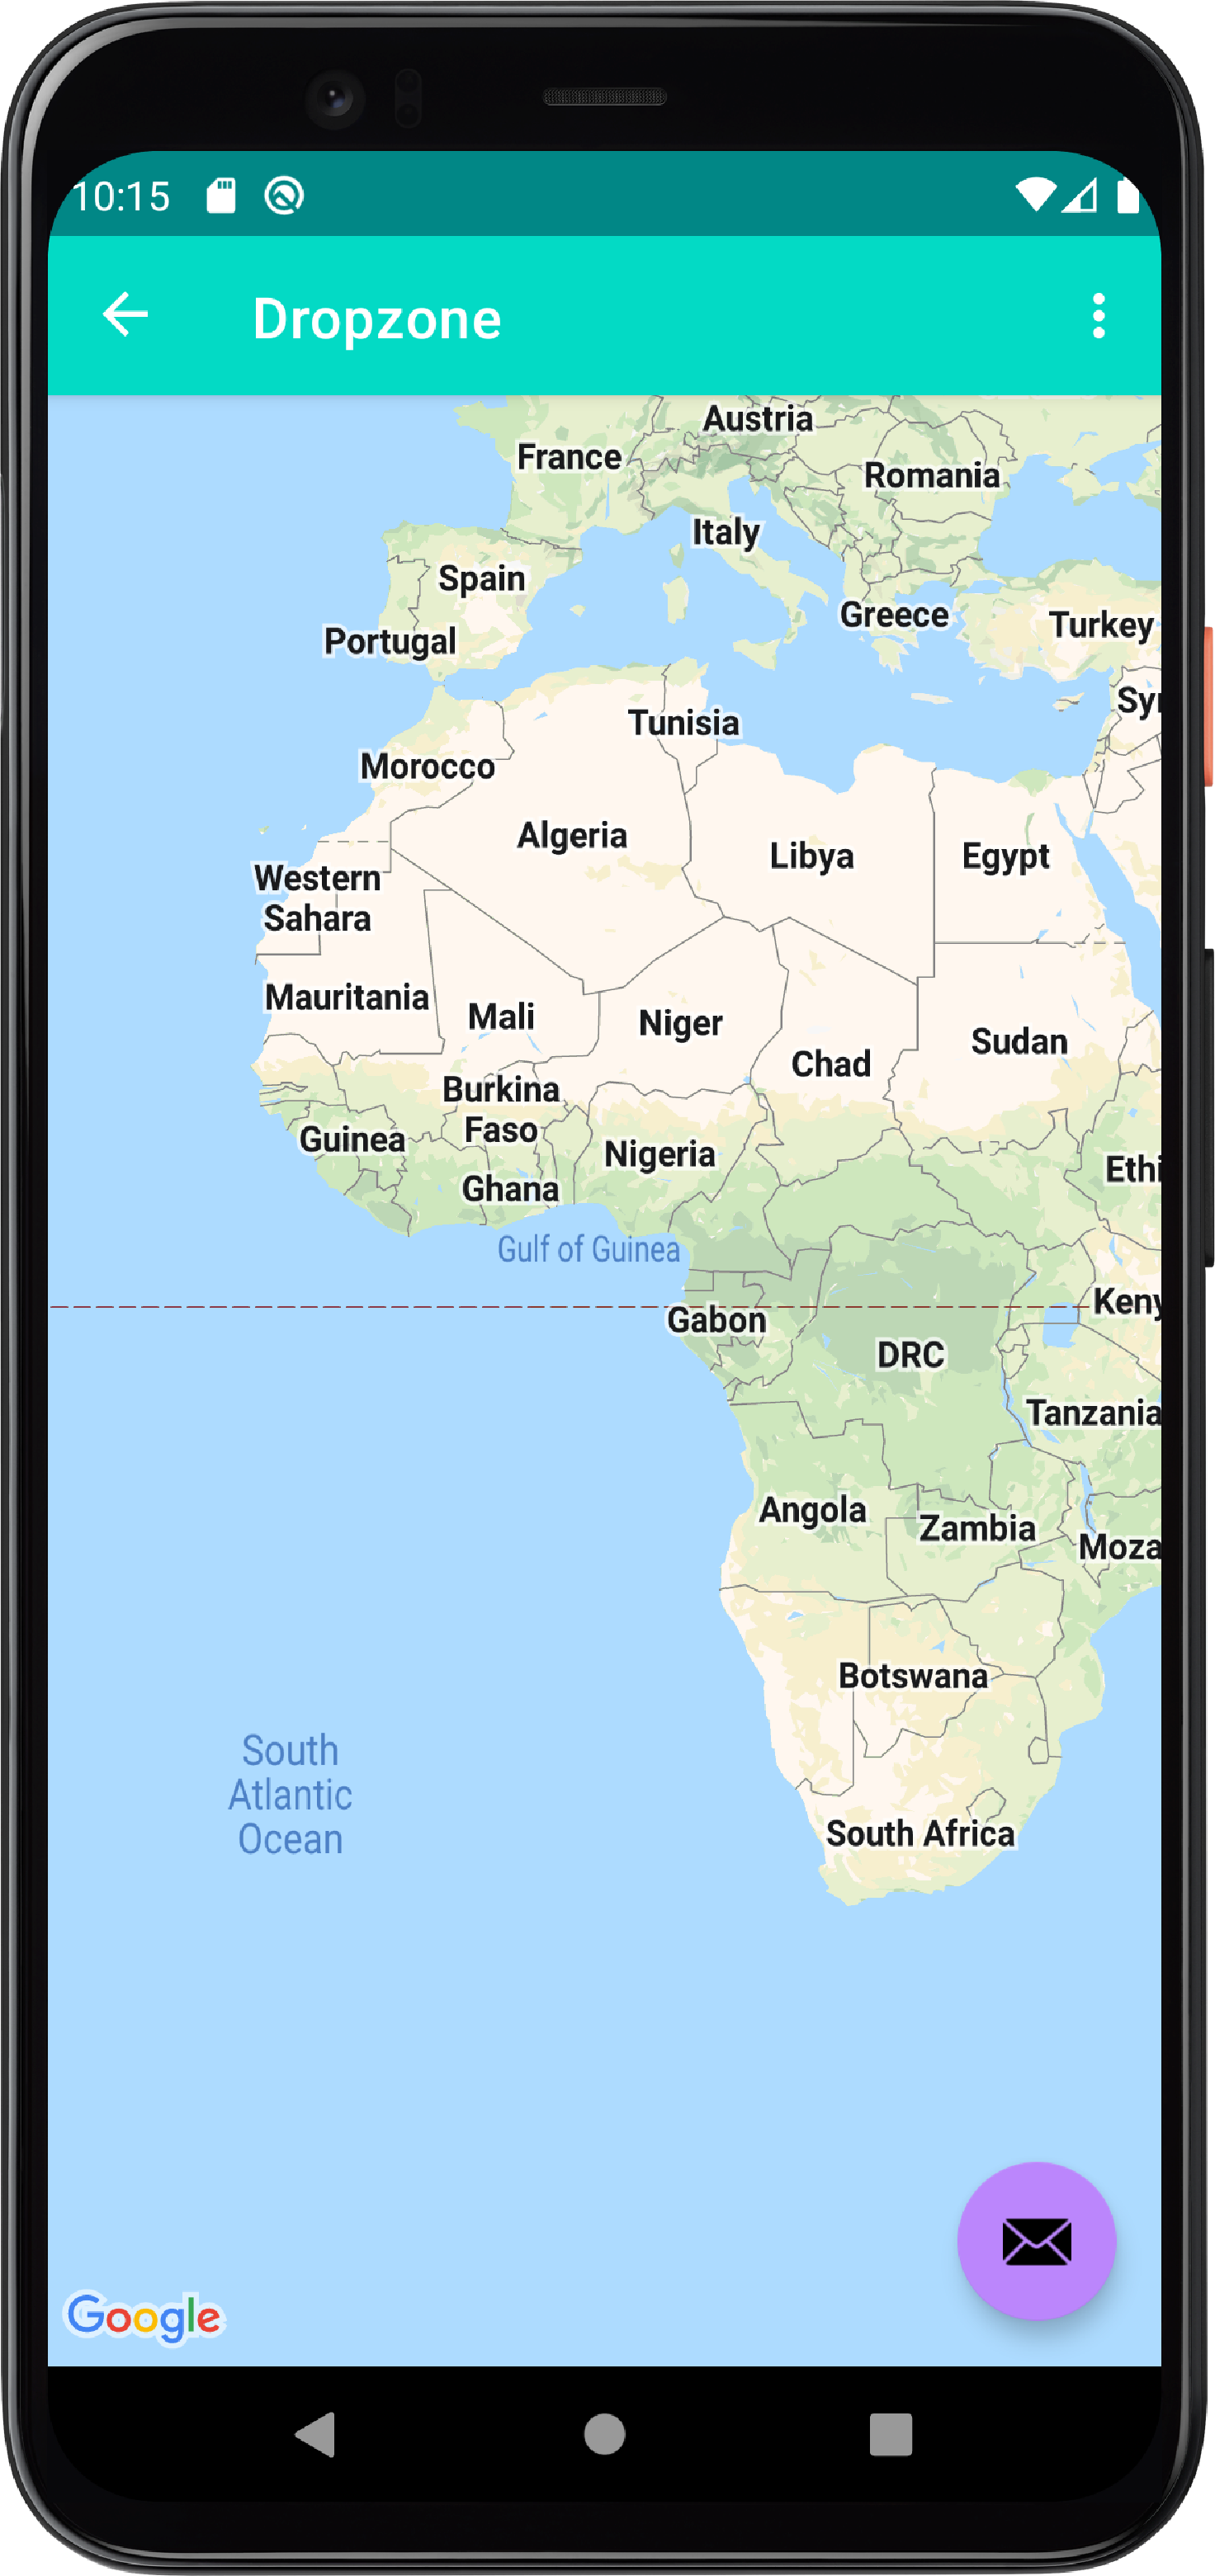 10:15
Dropzone
Austria
France
Romania
Italy
Spain
Greece
Turkey
Portugal
Syr
Tunisia
Morocco
Algeria
Libya
Egypt
Western
Sahara
Mauritania
Mali
Niger
Sudan
Chad
Burkina
Faso
Guinea
Nigeria
Ethi
Ghana
Gulf of Guinea
Keny
Gabon
DRC
Tanzania
Angola
Zambia
Moza
Botswana
South
Atlantic
Ocean
South Africa
Google